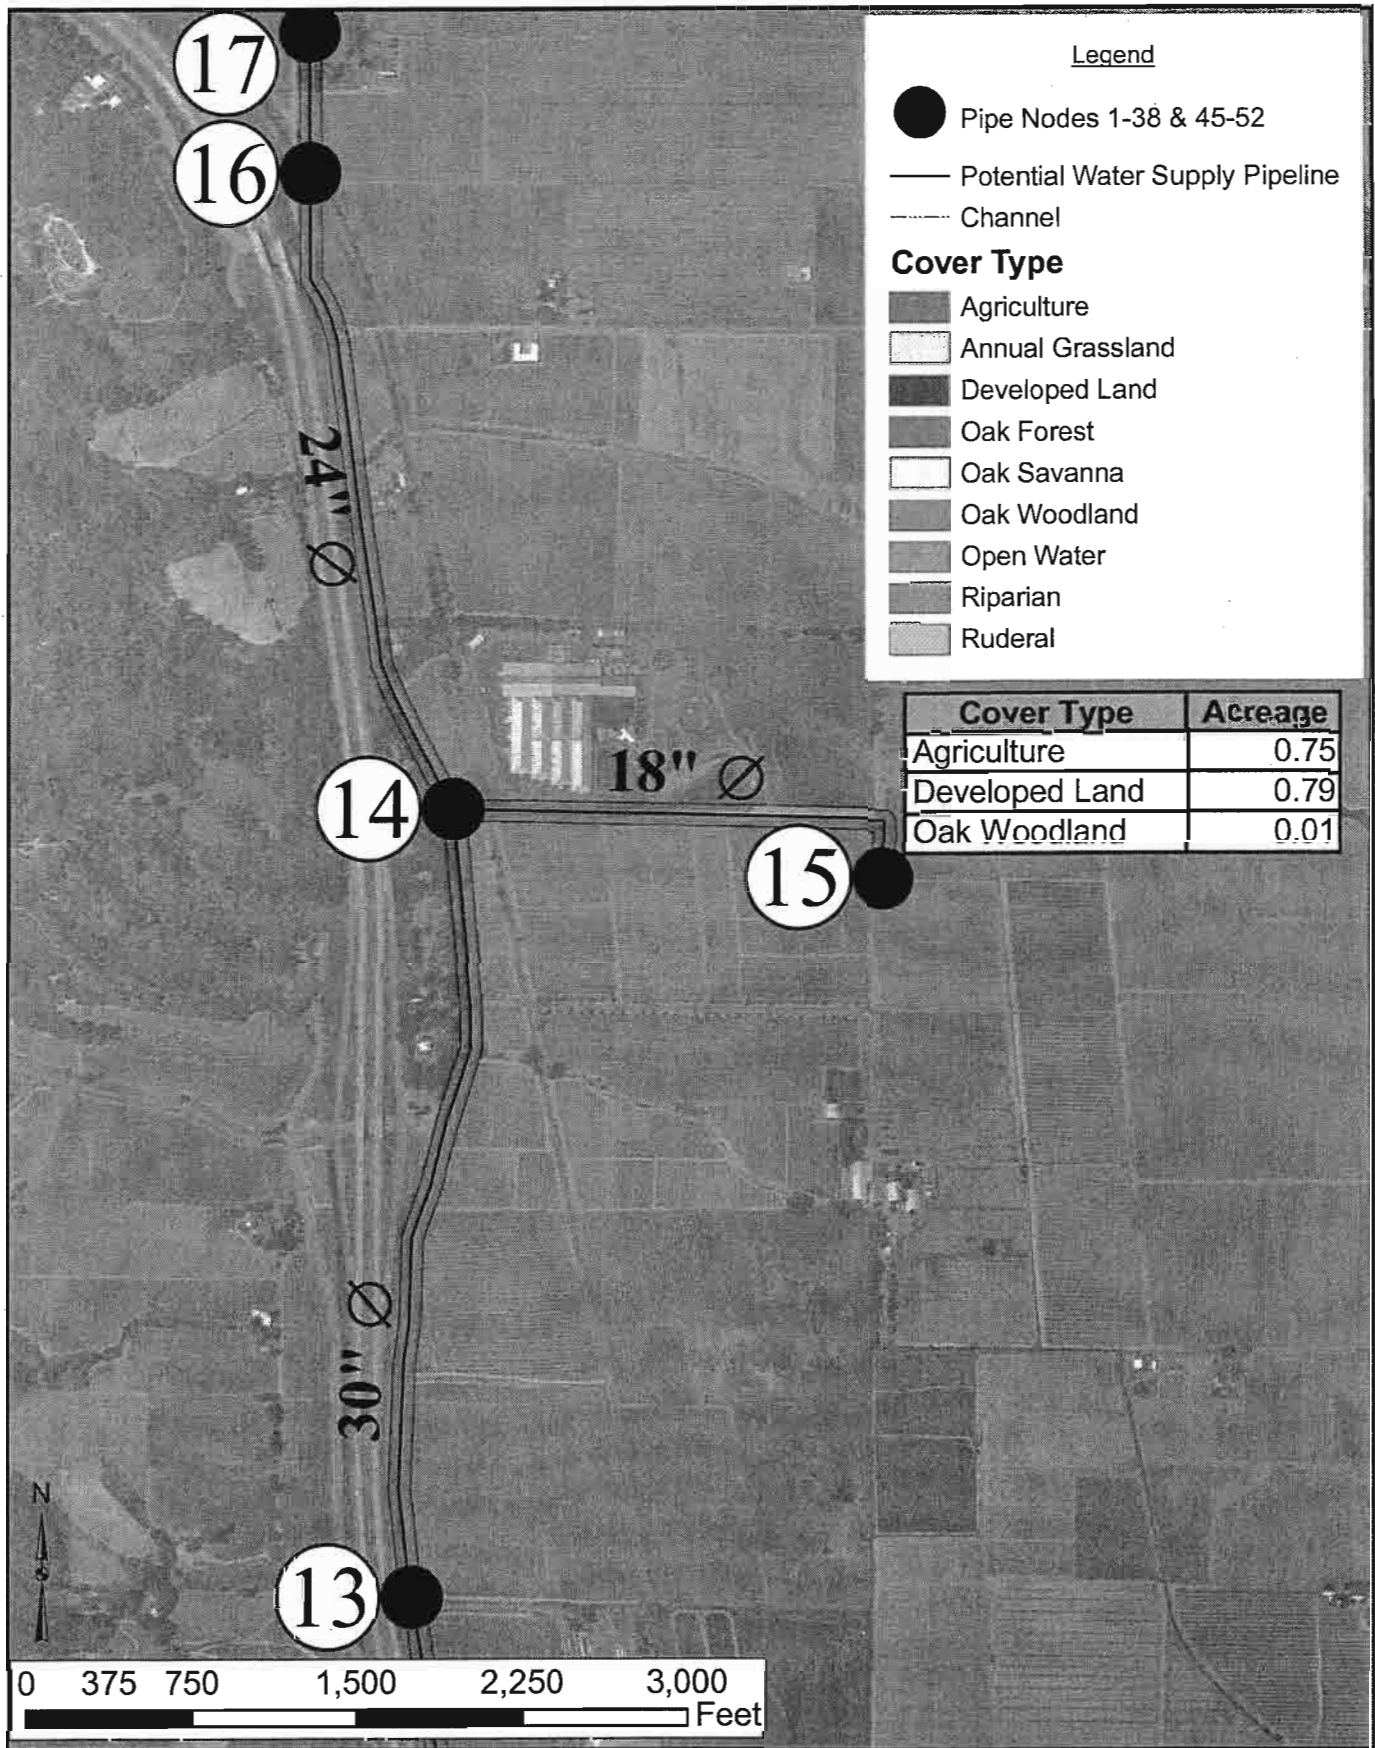 17
16
24" Ø
14
18" Ø
15
30" Ø
13
N
0 375 750 1,500 2,250 3,000
Feet
Legend
Pipe Nodes 1-38 & 45-52
Potential Water Supply Pipeline
Channel
Cover Type
Agriculture
Annual Grassland
Developed Land
Oak Forest
Oak Savanna
Oak Woodland
Open Water
Riparian
Ruderal
Cover Type Acreage
Agriculture 0.75
Developed Land 0.79
Oak Woodland 0.01